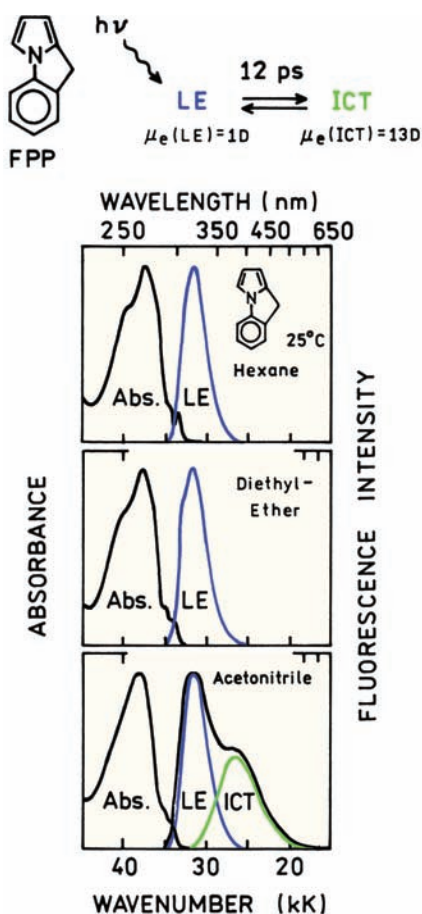 hν
LE 12 ps ICT
μe(LE)=1D μe(ICT)=13D
N
FPP
WAVELENGTH (nm)
250 350 400 450 550 650
N
25°C
Hexane
Abs. LE
Diethyl-
Ether
Abs. LE
Acetonitrile
Abs. LE ICT
ABSORBANCE
FLUORESCENCE INTENSITY
40 30 20
WAVENUMBER (kK)